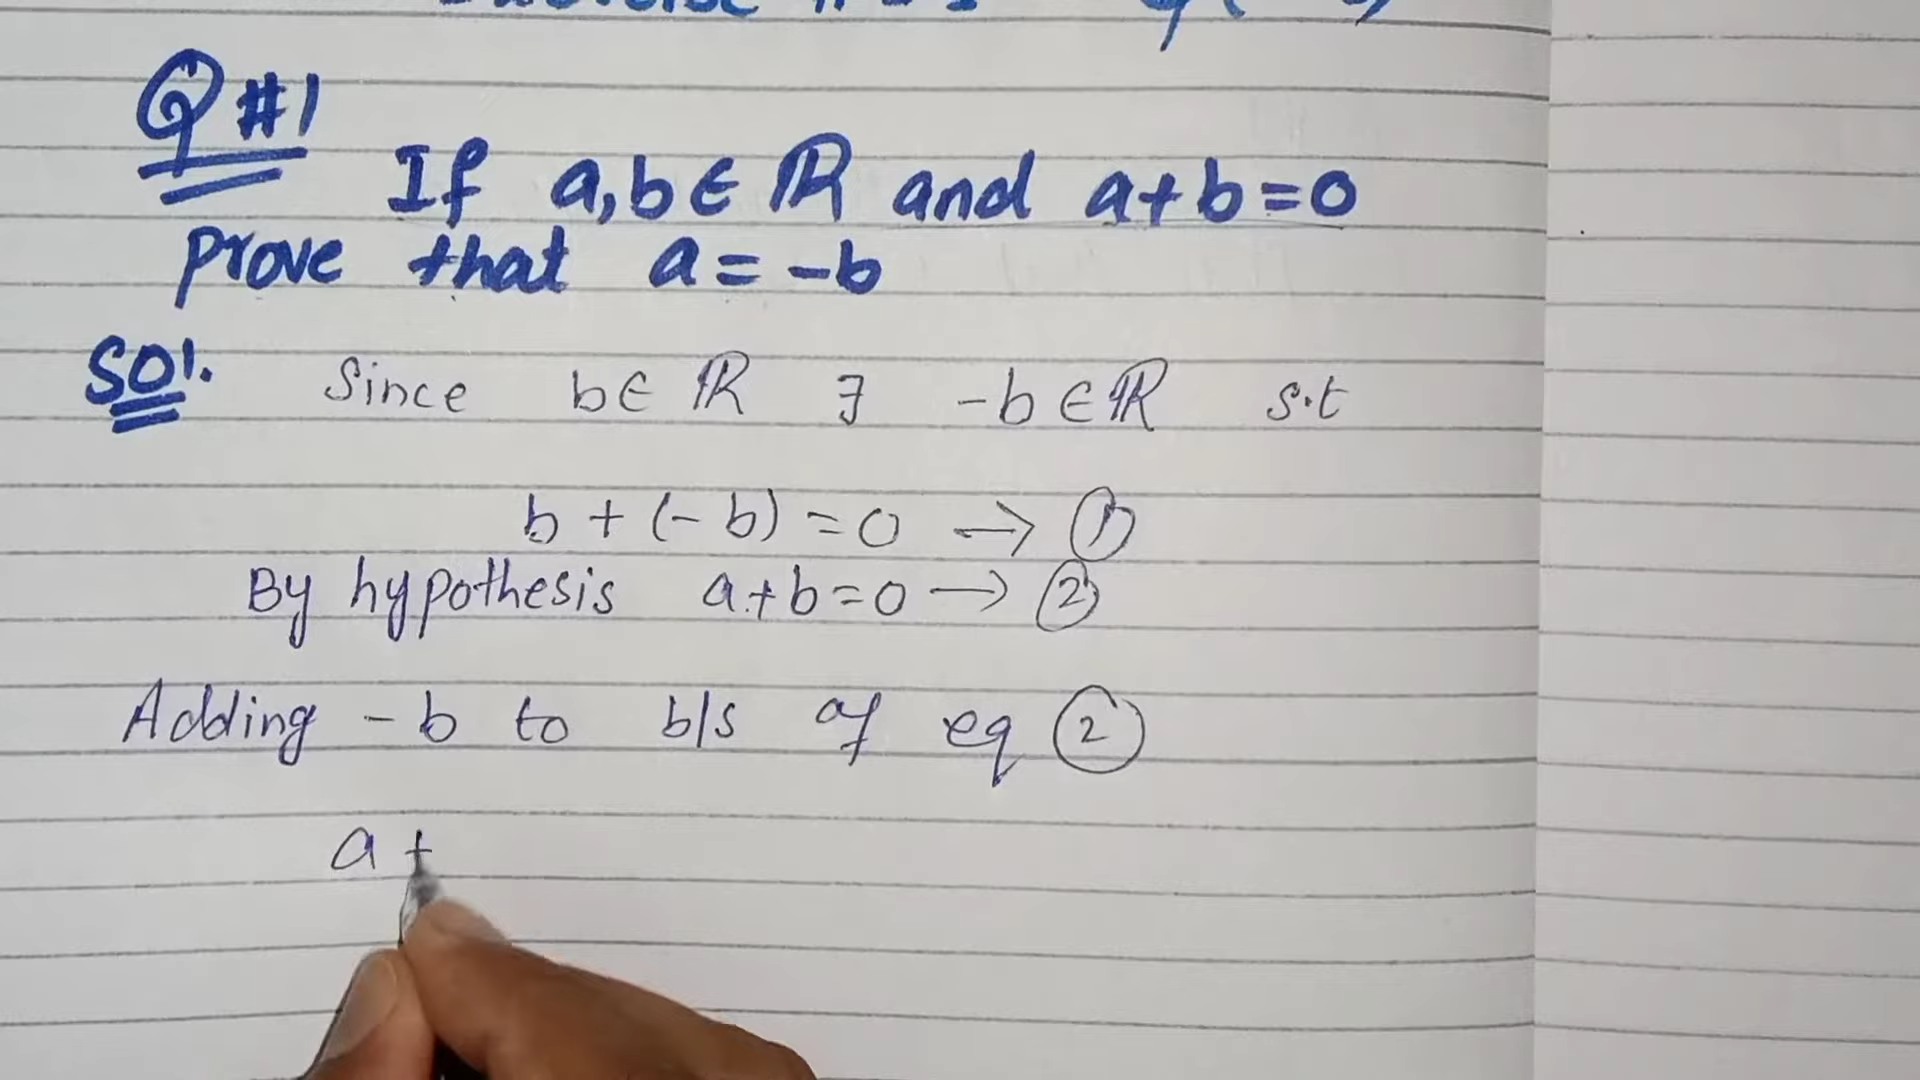 Q #1
If a,b ∈ ℝ and a+b=0
prove that a = -b
Sol. Since b ∈ ℝ ∃ -b ∈ ℝ s.t
b + (- b) = 0 → ①
By hypothesis a+b=0 → ②
Adding - b to b/s of eq ②
a +